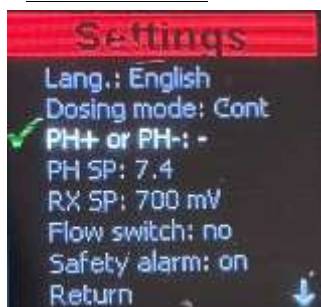 Settings
Lang.: English
Dosing mode: Cont
PH+ or PH-: -
PH SP: 7.4
RX SP: 700 mV
Flow switch: no
Safety alarm: on
Return